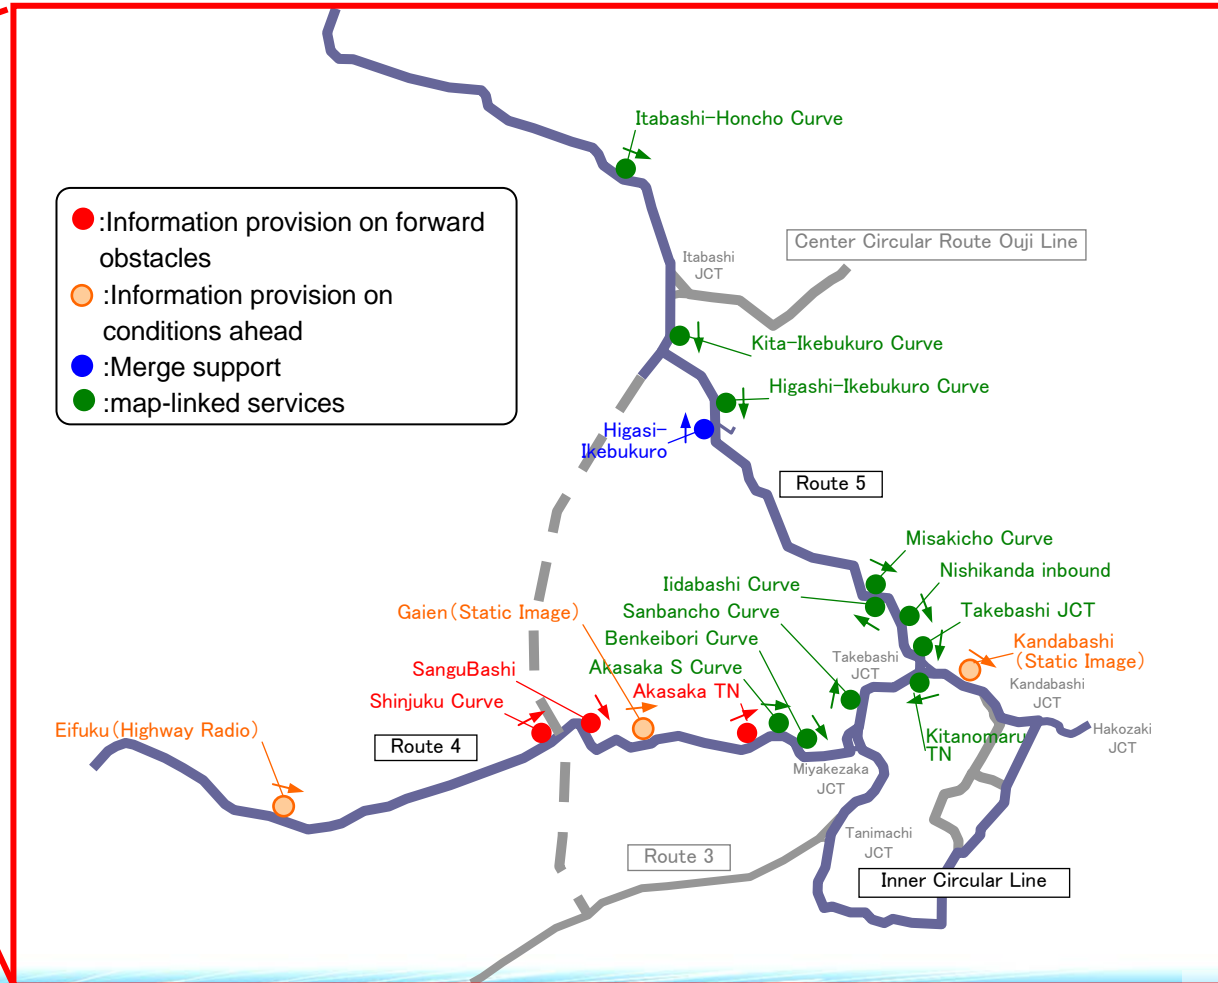 Itabashi-Honcho Curve
:Information provision on forward
obstacles
:Information provision on
conditions ahead
:Merge support
:map-linked services
Center Circular Route Ouji Line
Itabashi
JCT
Kita-Ikebukuro Curve
Higashi-Ikebukuro Curve
Higasi-
Ikebukuro
Route 5
Misakicho Curve
Nishikanda inbound
Iidabashi Curve
Sanbancho Curve
Takebashi JCT
Gaien(Static Image)
Benkeibori Curve
Kandabashi
(Static Image)
Takebashi
JCT
SanguBashi
Akasaka S Curve
Akasaka TN
Kandabashi
JCT
Shinjuku Curve
Eifuku(Highway Radio)
Route 4
Kitanomaru
TN
Hakozaki
JCT
Miyakezaka
JCT
Tanimachi
JCT
Route 3
Inner Circular Line